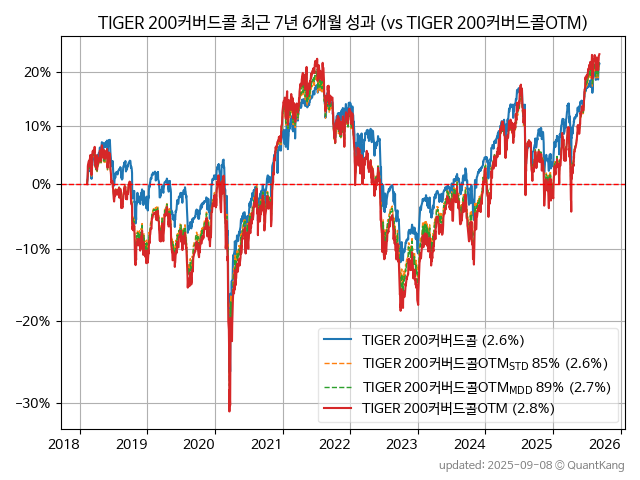 TIGER 200커버드콜 최근 7년 6개월 성과 (vs TIGER 200커버드콜OTM)
20%
10%
0%
−10%
−20%
−30%
TIGER 200커버드콜 (2.6%)
TIGER 200커버드콜OTM_STD 85% (2.6%)
TIGER 200커버드콜OTM_MDD 89% (2.7%)
TIGER 200커버드콜OTM (2.8%)
2018 2019 2020 2021 2022 2023 2024 2025 2026
updated: 2025-09-08 © QuantKang